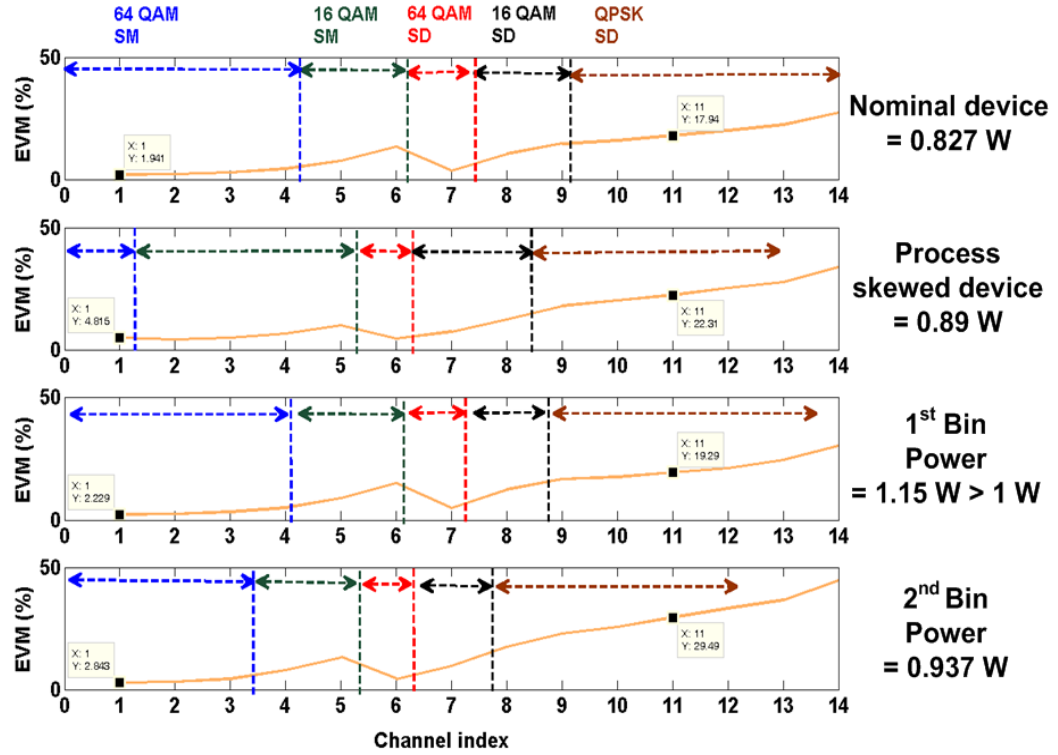 64 QAM
SM
16 QAM
SM
64 QAM
SD
16 QAM
SD
QPSK
SD
50
0
EVM (%)
X: 1
Y: 1.941
X: 11
Y: 17.94
0 1 2 3 4 5 6 7 8 9 10 11 12 13 14
Nominal device
= 0.827 W
50
0
EVM (%)
X: 1
Y: 4.815
X: 11
Y: 22.31
0 1 2 3 4 5 6 7 8 9 10 11 12 13 14
Process
skewed device
= 0.89 W
50
0
EVM (%)
X: 1
Y: 2.229
X: 11
Y: 19.29
0 1 2 3 4 5 6 7 8 9 10 11 12 13 14
1st Bin
Power
= 1.15 W > 1 W
50
0
EVM (%)
X: 1
Y: 2.843
X: 11
Y: 29.49
0 1 2 3 4 5 6 7 8 9 10 11 12 13 14
2nd Bin
Power
= 0.937 W
Channel index